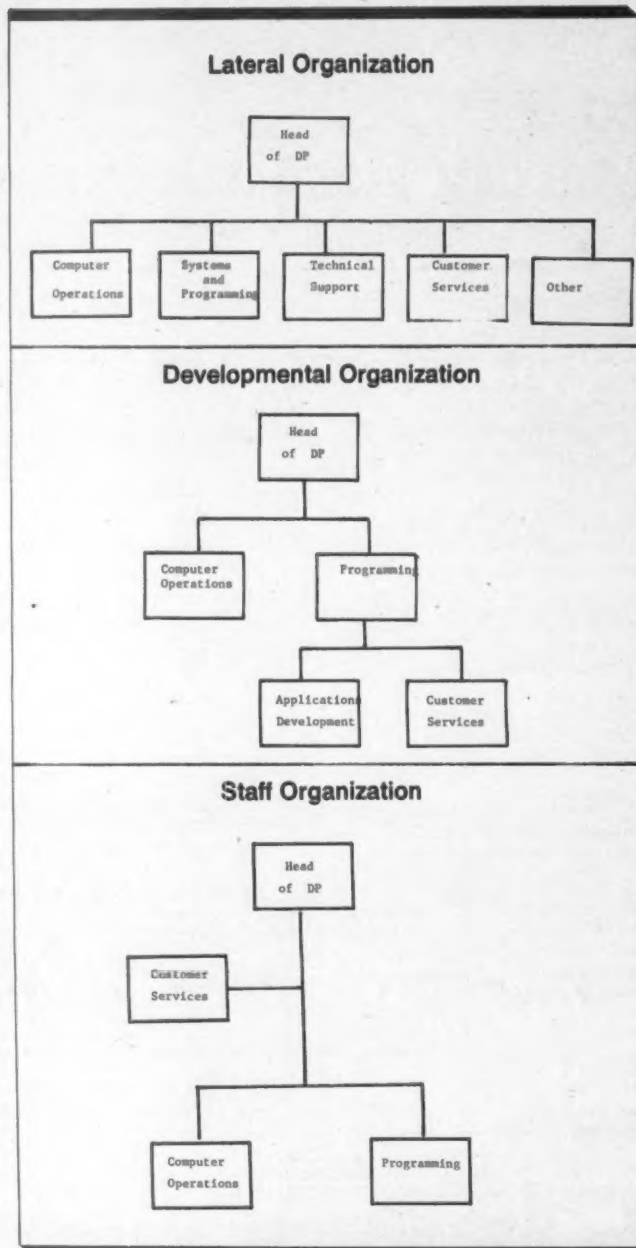 Lateral Organization
Head
of DP
Computer
Operations
Systems
and
Programming
Technical
Support
Customer
Services
Other
Developmental Organization
Head
of DP
Computer
Operations
Programming
Applications
Development
Customer
Services
Staff Organization
Head
of DP
Customer
Services
Computer
Operations
Programming